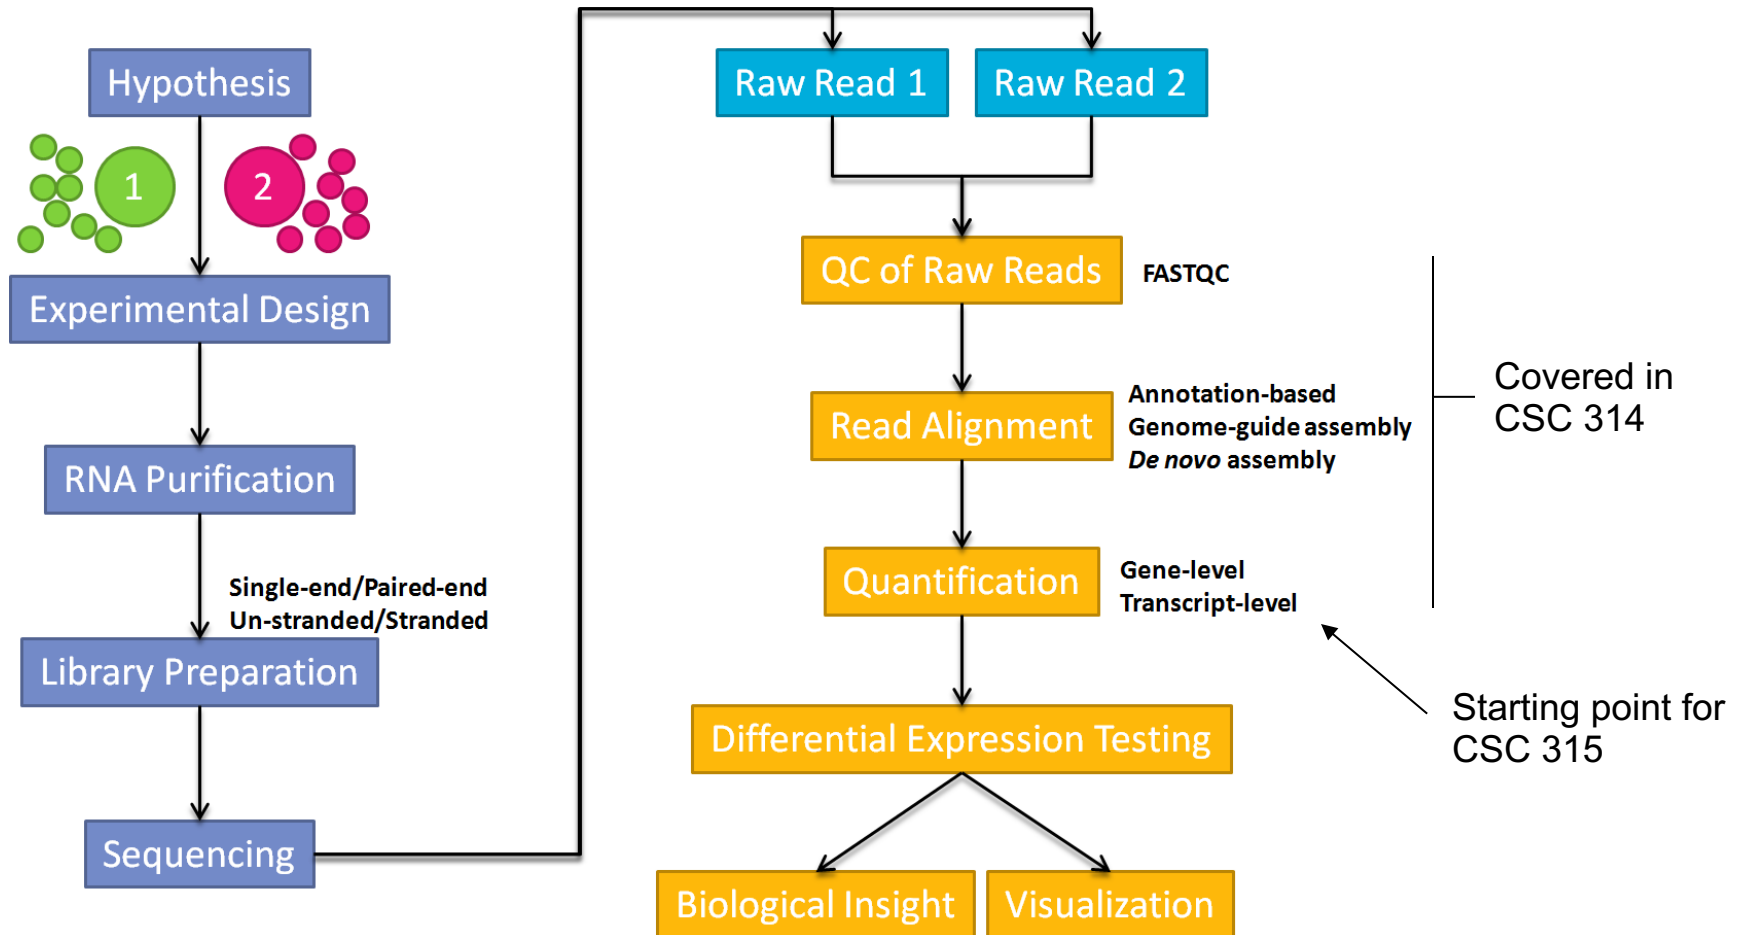 Hypothesis
1
2
Experimental Design
RNA Purification
Single-end/Paired-end
Un-stranded/Stranded
Library Preparation
Sequencing
Raw Read 1
Raw Read 2
QC of Raw Reads
FASTQC
Read Alignment
Annotation-based
Genome-guide assembly
De novo assembly
Quantification
Gene-level
Transcript-level
Differential Expression Testing
Biological Insight
Visualization
Covered in
CSC 314
Starting point for
CSC 315